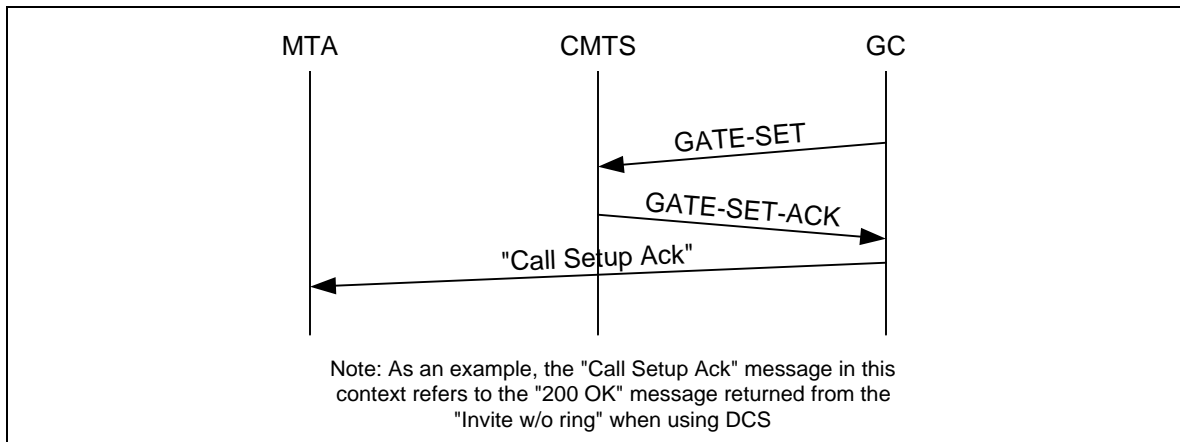 MTA CMTS GC
GATE-SET
GATE-SET-ACK
"Call Setup Ack"
Note: As an example, the "Call Setup Ack" message in this
context refers to the "200 OK" message returned from the
"Invite w/o ring" when using DCS